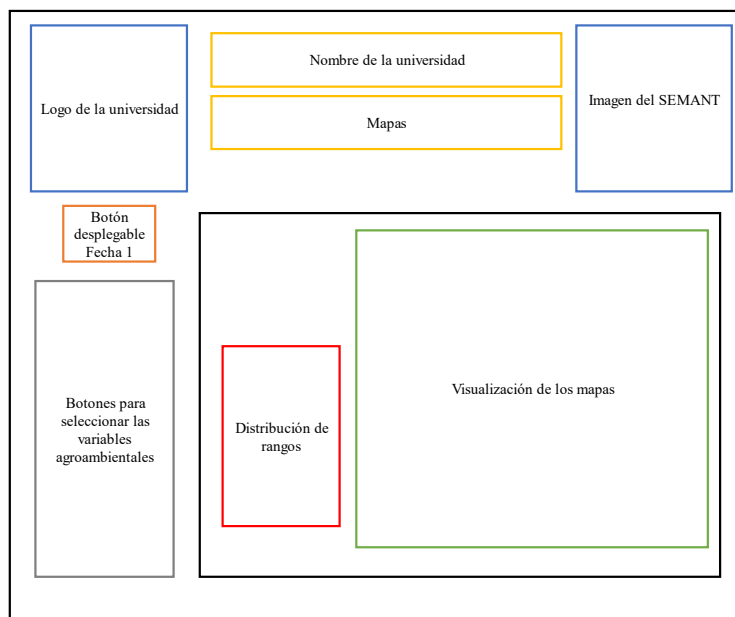 Logo de la universidad
Nombre de la universidad
Mapas
Imagen del SEMANT
Botón
desplegable
Fecha 1
Botones para
seleccionar las
variables
agroambientales
Distribución de
rangos
Visualización de los mapas